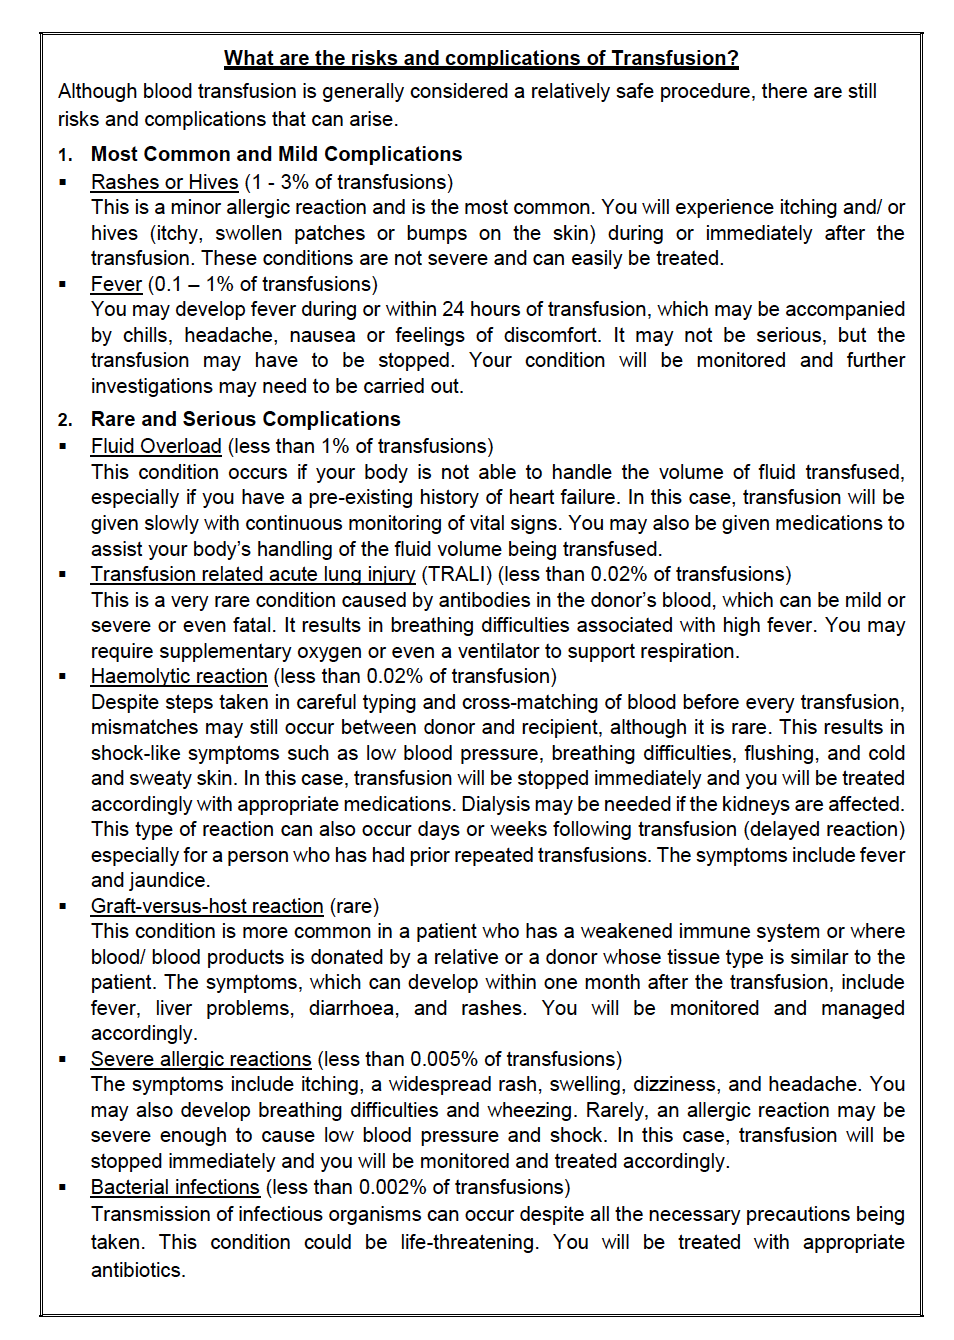 What are the risks and complications of Transfusion?
Although blood transfusion is generally considered a relatively safe procedure, there are still
risks and complications that can arise.
1. Most Common and Mild Complications
▪ Rashes or Hives (1 - 3% of transfusions)
This is a minor allergic reaction and is the most common. You will experience itching and/ or
hives (itchy, swollen patches or bumps on the skin) during or immediately after the
transfusion. These conditions are not severe and can easily be treated.
▪ Fever (0.1 – 1% of transfusions)
You may develop fever during or within 24 hours of transfusion, which may be accompanied
by chills, headache, nausea or feelings of discomfort. It may not be serious, but the
transfusion may have to be stopped. Your condition will be monitored and further
investigations may need to be carried out.
2. Rare and Serious Complications
▪ Fluid Overload (less than 1% of transfusions)
This condition occurs if your body is not able to handle the volume of fluid transfused,
especially if you have a pre-existing history of heart failure. In this case, transfusion will be
given slowly with continuous monitoring of vital signs. You may also be given medications to
assist your body’s handling of the fluid volume being transfused.
▪ Transfusion related acute lung injury (TRALI) (less than 0.02% of transfusions)
This is a very rare condition caused by antibodies in the donor’s blood, which can be mild or
severe or even fatal. It results in breathing difficulties associated with high fever. You may
require supplementary oxygen or even a ventilator to support respiration.
▪ Haemolytic reaction (less than 0.02% of transfusion)
Despite steps taken in careful typing and cross-matching of blood before every transfusion,
mismatches may still occur between donor and recipient, although it is rare. This results in
shock-like symptoms such as low blood pressure, breathing difficulties, flushing, and cold
and sweaty skin. In this case, transfusion will be stopped immediately and you will be treated
accordingly with appropriate medications. Dialysis may be needed if the kidneys are affected.
This type of reaction can also occur days or weeks following transfusion (delayed reaction)
especially for a person who has had prior repeated transfusions. The symptoms include fever
and jaundice.
▪ Graft-versus-host reaction (rare)
This condition is more common in a patient who has a weakened immune system or where
blood/ blood products is donated by a relative or a donor whose tissue type is similar to the
patient. The symptoms, which can develop within one month after the transfusion, include
fever, liver problems, diarrhoea, and rashes. You will be monitored and managed
accordingly.
▪ Severe allergic reactions (less than 0.005% of transfusions)
The symptoms include itching, a widespread rash, swelling, dizziness, and headache. You
may also develop breathing difficulties and wheezing. Rarely, an allergic reaction may be
severe enough to cause low blood pressure and shock. In this case, transfusion will be
stopped immediately and you will be monitored and treated accordingly.
▪ Bacterial infections (less than 0.002% of transfusions)
Transmission of infectious organisms can occur despite all the necessary precautions being
taken. This condition could be life-threatening. You will be treated with appropriate
antibiotics.